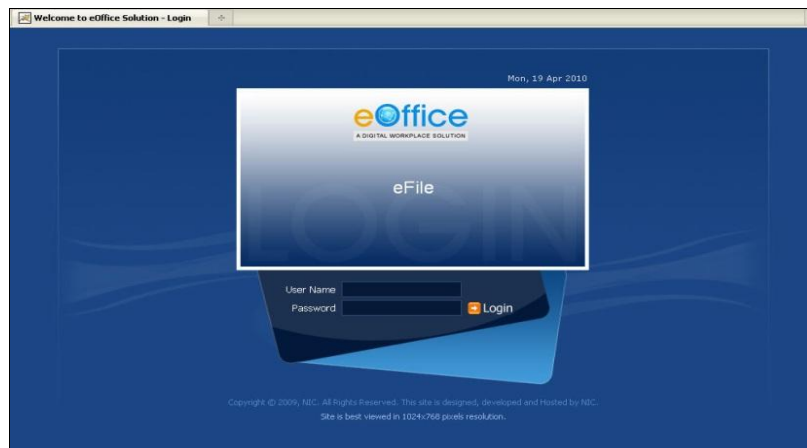 Welcome to eOffice Solution - Login
Mon, 19 Apr 2010
eOffice
A DIGITAL WORKPLACE SOLUTION
eFile
LOGIN
User Name
Password
Login
Copyright © 2009, NIC. All Rights Reserved. This site is designed, developed and Hosted by NIC.
Site is best viewed in 1024x768 pixels resolution.